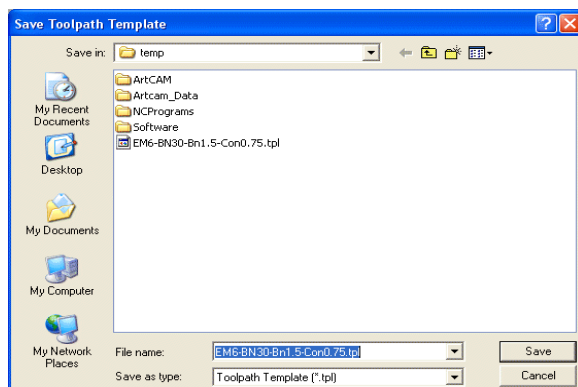 Save Toolpath Template
Save in: temp
ArtCAM
Artcam_Data
NCPrograms
Software
EM6-BN30-Bn1.5-Con0.75.tpl
My Recent
Documents
Desktop
My Documents
My Computer
My Network
Places
File name: EM6-BN30-Bn1.5-Con0.75.tpl Save
Save as type: Toolpath Template (*.tpl) Cancel